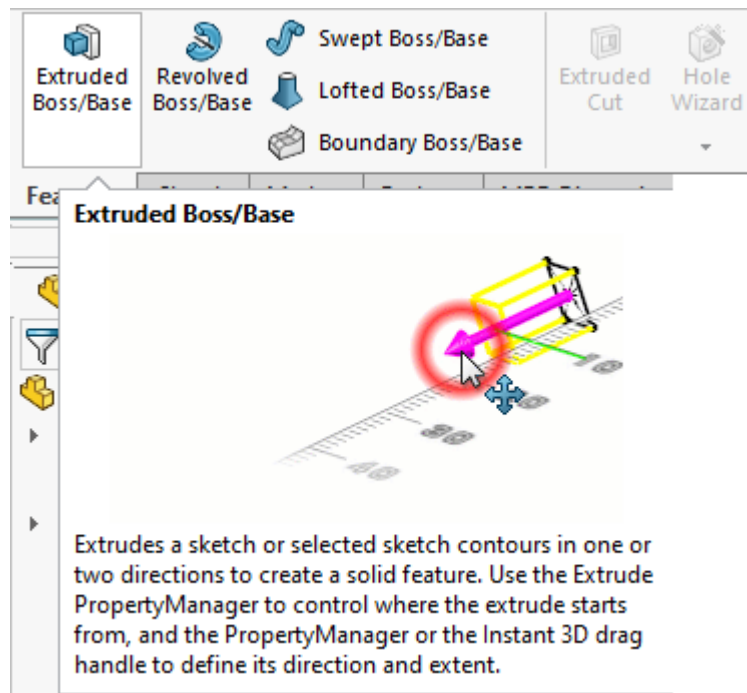 Extruded Boss/Base
Revolved Boss/Base
Swept Boss/Base
Lofted Boss/Base
Boundary Boss/Base
Extruded Cut
Hole Wizard
Extruded Boss/Base
10
30
40
Extrudes a sketch or selected sketch contours in one or
two directions to create a solid feature. Use the Extrude
PropertyManager to control where the extrude starts
from, and the PropertyManager or the Instant 3D drag
handle to define its direction and extent.